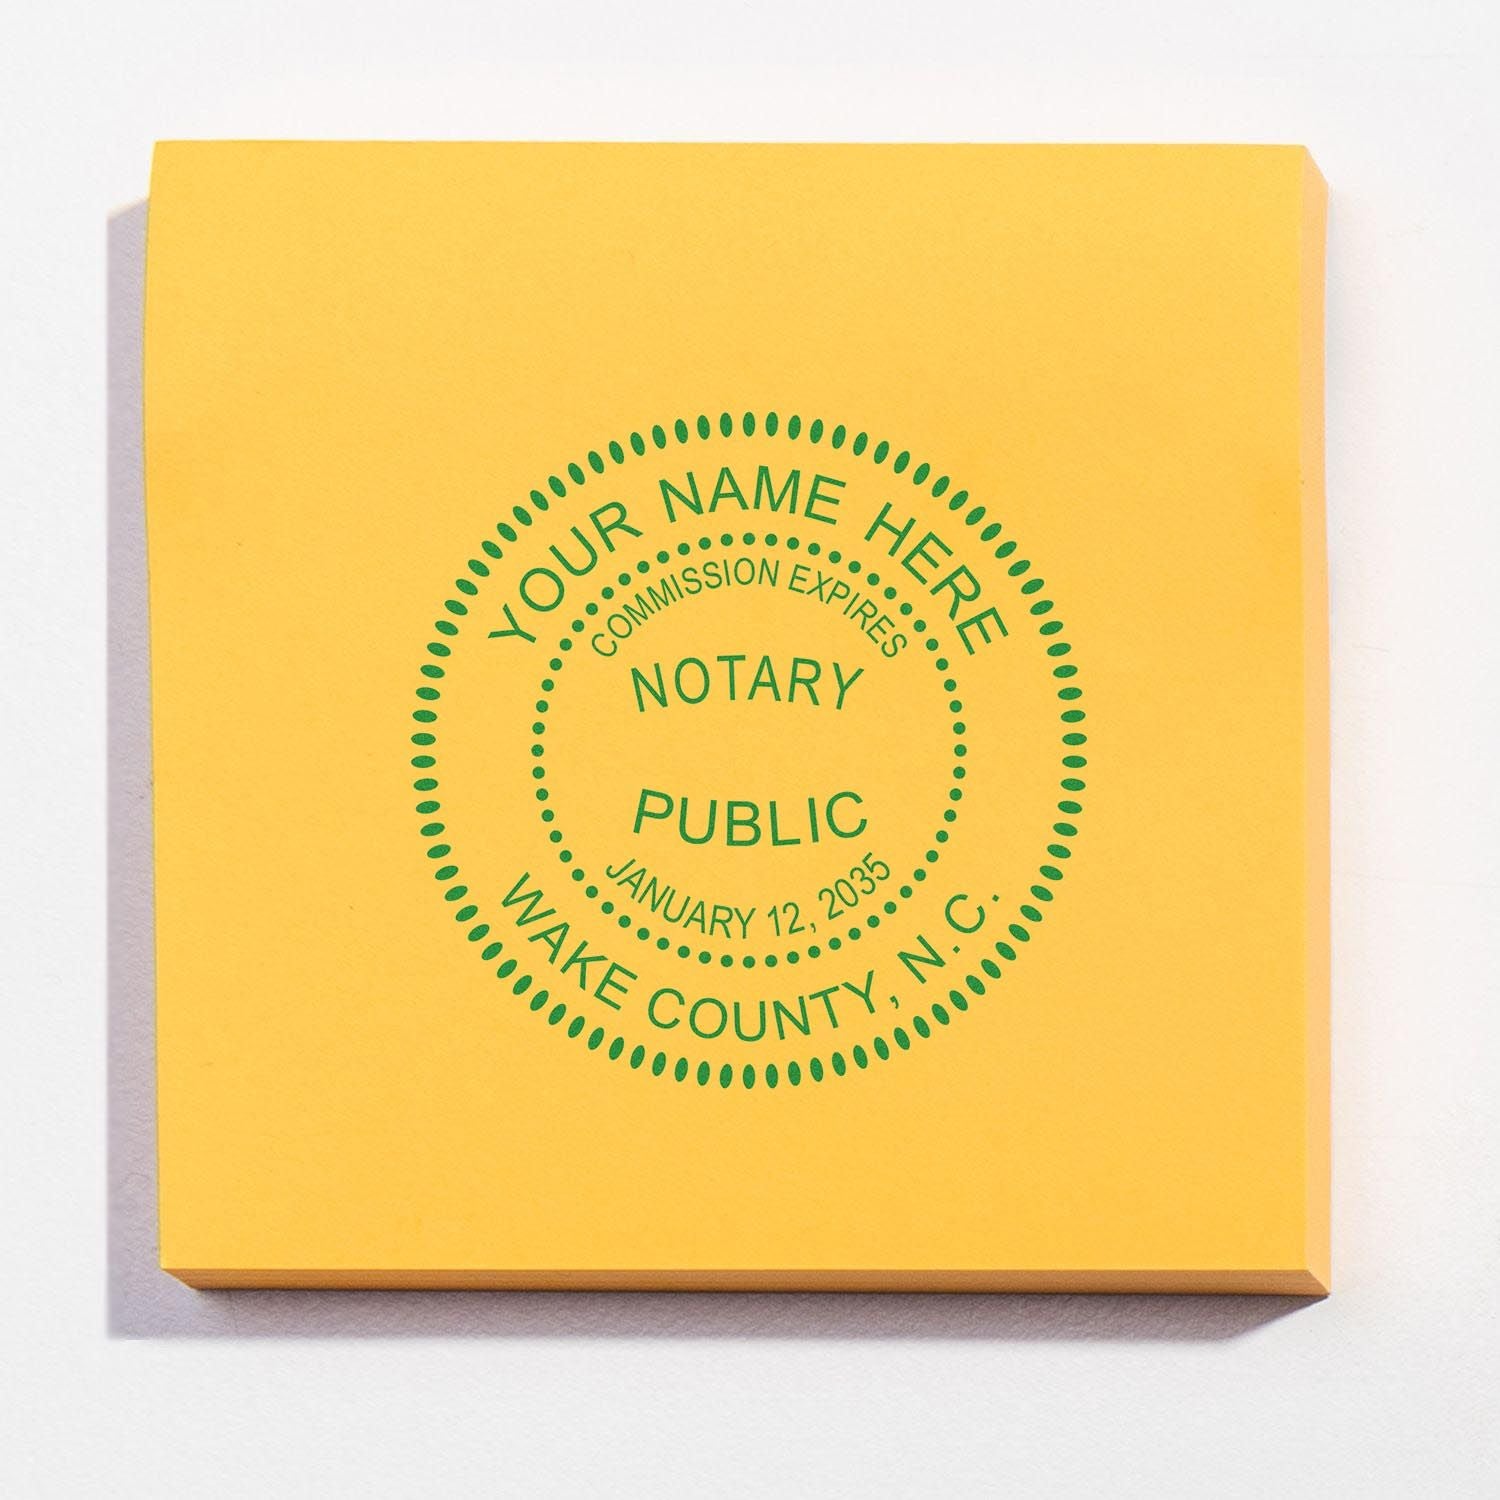 YOUR NAME HERE
COMMISSION EXPIRES
NOTARY
PUBLIC
JANUARY 12, 2035
WAKE COUNTY, N.C.